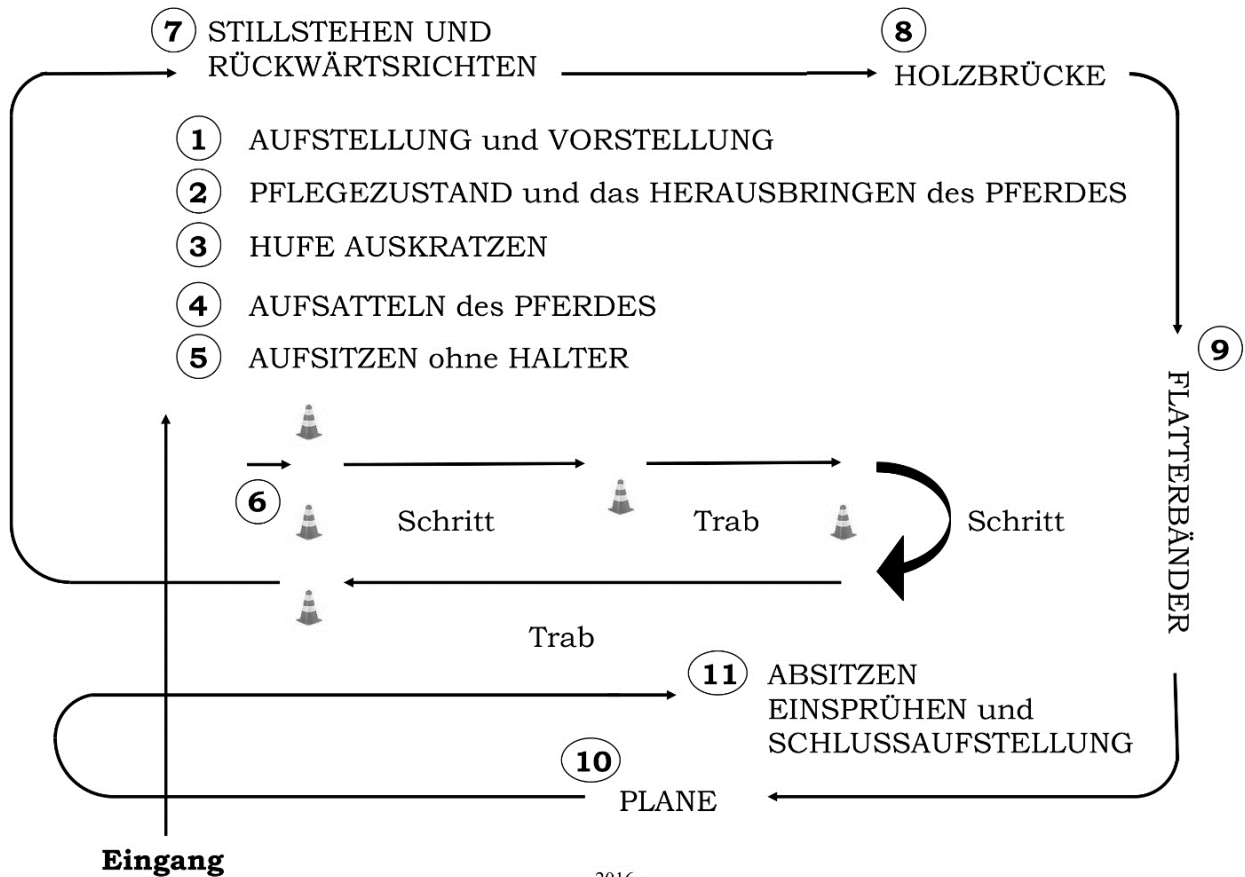 7 STILLSTEHEN UND
RÜCKWÄRTSRICHTEN
8
HOLZBRÜCKE
1 AUFSTELLUNG und VORSTELLUNG
2 PFLEGEZUSTAND und das HERAUSBRINGEN des PFERDES
3 HUFE AUSKRATZEN
4 AUFSATTELN des PFERDES
5 AUFSITZEN ohne HALTER
9
FLATTERBÄNDER
6
Schritt
Trab
Schritt
Trab
11 ABSITZEN
EINSPRÜHEN und
SCHLUSSAUFSTELLUNG
10
PLANE
Eingang
2016